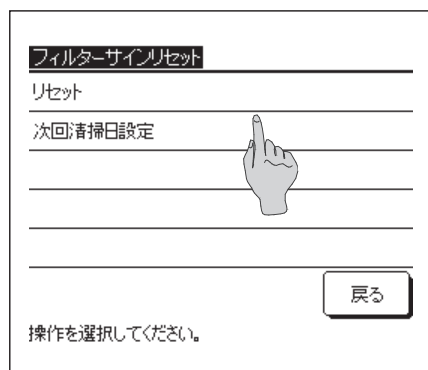 フィルターサインリセット
リセット
次回清掃日設定
戻る
操作を選択してください。